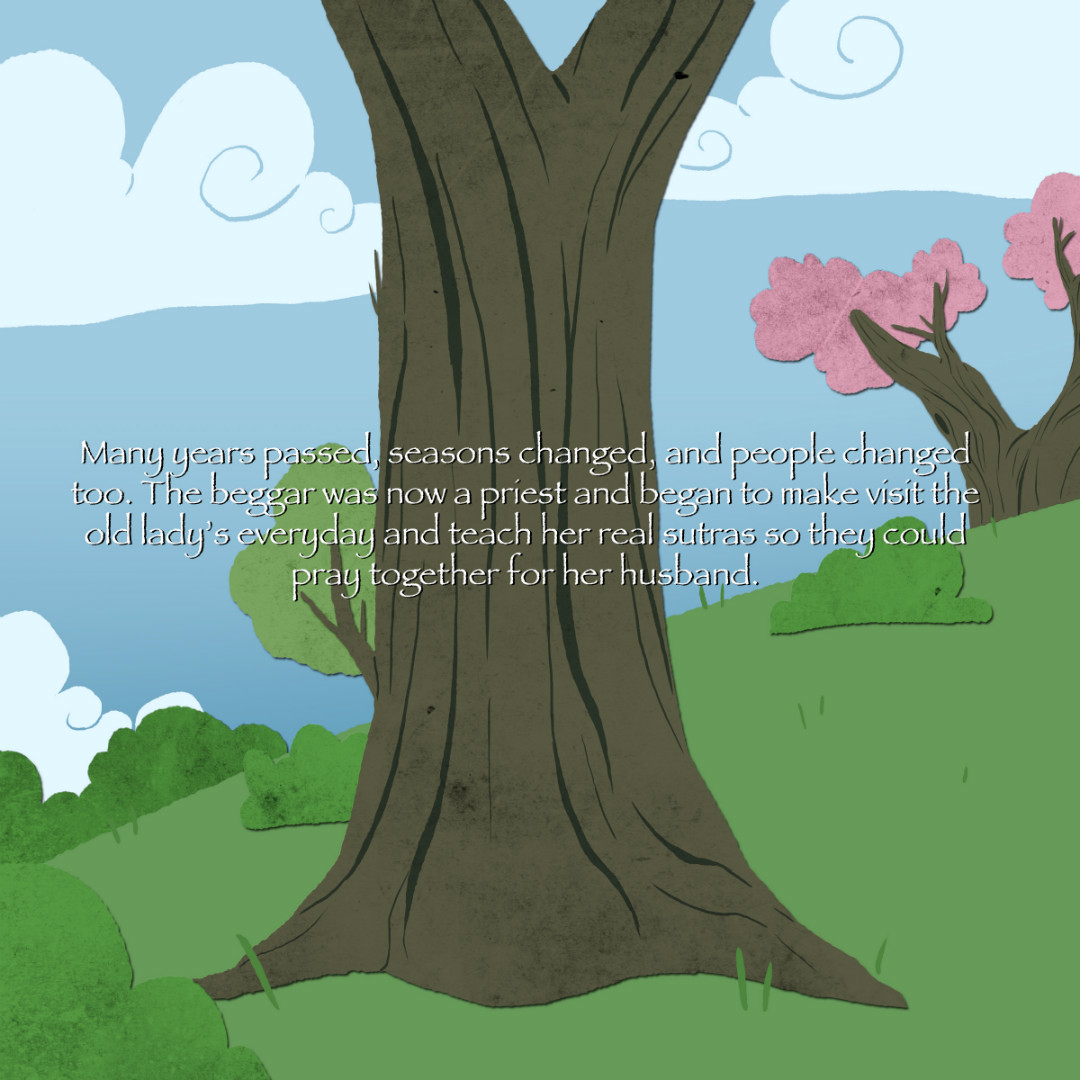 Many years passed, seasons changed, and people changed
too. The beggar was now a priest and began to make visit the
old lady's everyday and teach her real sutras so they could
pray together for her husband.